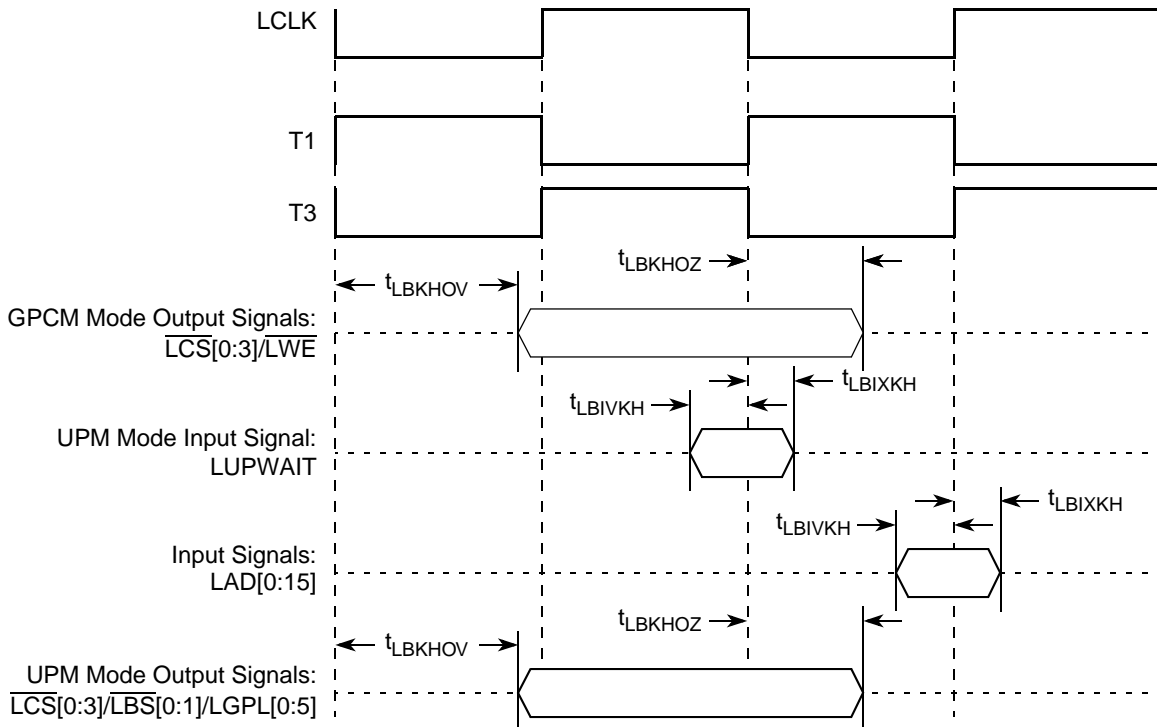 LCLK
T1
T3
tLBKHOZ
tLBKHOV
GPCM Mode Output Signals:
LCS[0:3]/LWE
tLBIXKH
tLBIVKH
UPM Mode Input Signal:
LUPWAIT
tLBIXKH
tLBIVKH
Input Signals:
LAD[0:15]
tLBKHOZ
tLBKHOV
UPM Mode Output Signals:
LCS[0:3]/LBS[0:1]/LGPL[0:5]